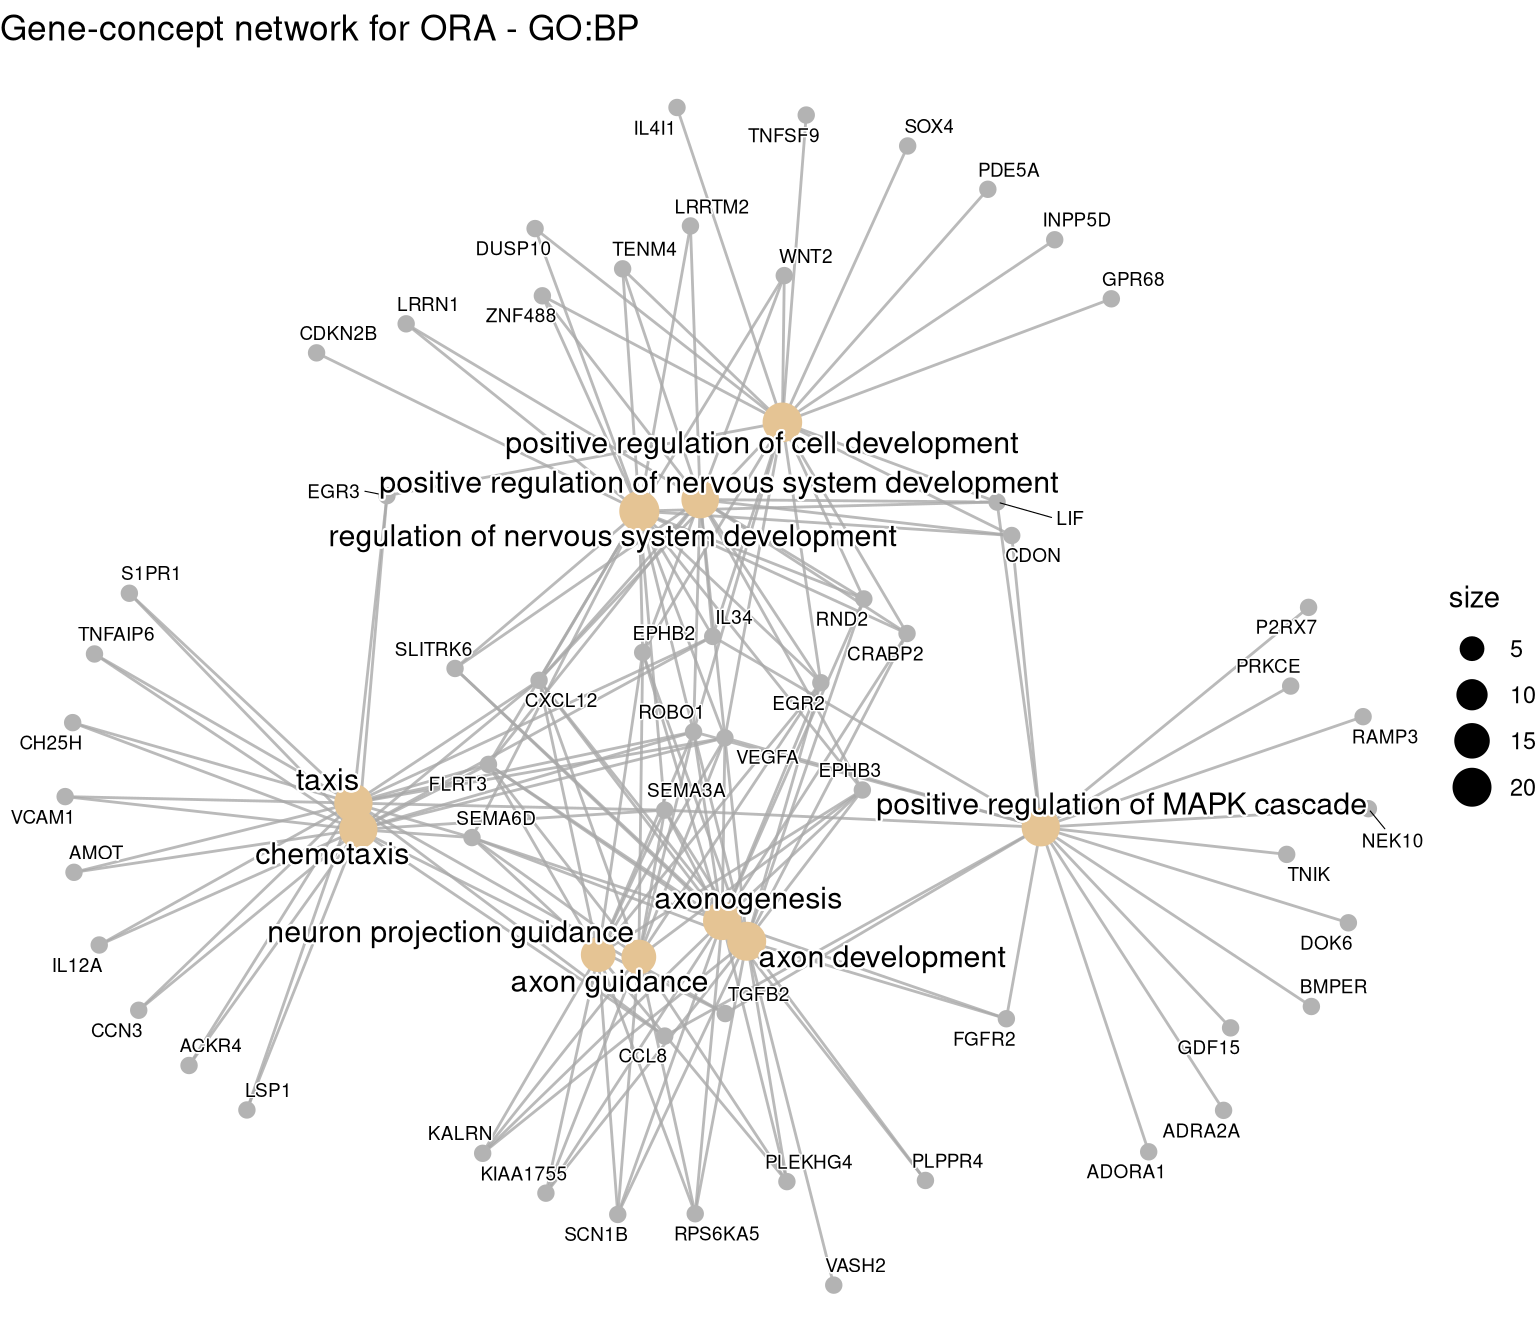 Gene-concept network for ORA - GO:BP
IL4I1
TNFSF9
SOX4
PDE5A
LRRTM2
INPP5D
DUSP10
TENM4
WNT2
GPR68
LRRN1
ZNF488
CDKN2B
positive regulation of cell development
positive regulation of nervous system development
EGR3
LIF
regulation of nervous system development
CDON
S1PR1
size
TNFAIP6
IL34
RND2
P2RX7
EPHB2
SLITRK6
CRABP2
5
PRKCE
CXCL12
EGR2
10
ROBO1
CH25H
RAMP3
15
VEGFA
EPHB3
taxis
FLRT3
SEMA3A
20
positive regulation of MAPK cascade
VCAM1
SEMA6D
NEK10
AMOT
chemotaxis
TNIK
axonogenesis
neuron projection guidance
DOK6
axon development
IL12A
axon guidance
BMPER
TGFB2
CCN3
FGFR2
ACKR4
GDF15
CCL8
LSP1
KALRN
ADRA2A
PLEKHG4
PLPPR4
KIAA1755
ADORA1
SCN1B
RPS6KA5
VASH2